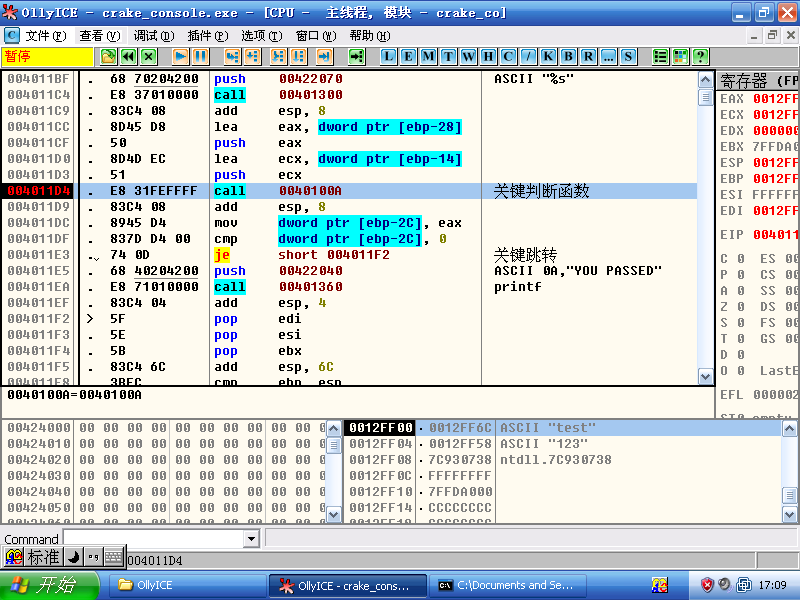 OllyICE - crake_console.exe - [CPU -  主线程, 模块 - crake_co]
C 文件(F) 查看(V) 调试(D) 插件(P) 选项(T) 窗口(W) 帮助(H)
暂停 L E M T W H C / K B R ... S ?
004011BF . 68 70204200 push 00422070 ASCII "%s"
004011C4 . E8 37010000 call 00401300
004011C9 . 83C4 08 add esp, 8
004011CC . 8D45 D8 lea eax, dword ptr [ebp-28]
004011CF . 50 push eax
004011D0 . 8D4D EC lea ecx, dword ptr [ebp-14]
004011D3 . 51 push ecx
004011D4 . E8 31FEFFFF call 0040100A 关键判断函数
004011D9 . 83C4 08 add esp, 8
004011DC . 8945 D4 mov dword ptr [ebp-2C], eax
004011DF . 837D D4 00 cmp dword ptr [ebp-2C], 0
004011E3 . 74 0D je short 004011F2 关键跳转
004011E5 . 68 40204200 push 00422040 ASCII 0A,"YOU PASSED"
004011EA . E8 71010000 call 00401360 printf
004011EF . 83C4 04 add esp, 4
004011F2 > 5F pop edi
004011F3 . 5E pop esi
004011F4 . 5B pop ebx
004011F5 . 83C4 6C add esp, 6C
004011F8 . 3BEC cmp ebp, esp
寄存器 (FP
EAX 0012FF
ECX 0012FF
EDX 000000
EBX 7FFDA0
ESP 0012FF
EBP 0012FF
ESI FFFFFF
EDI 0012FF
EIP 004011
C 0 ES 00
P 0 CS 00
A 0 SS 00
Z 0 DS 00
S 0 FS 00
T 0 GS 00
D 0
O 0 LastE
EFL 000002
ST0 empty
0040100A=0040100A
00424000 00 00 00 00 00 00 00 00 00 00 0
00424010 00 00 00 00 00 00 00 00 00 00 0
00424020 00 00 00 00 00 00 00 00 00 00 0
00424030 00 00 00 00 00 00 00 00 00 00 0
00424040 00 00 00 00 00 00 00 00 00 00 0
00424050 00 00 00 00 00 00 00 00 00 00 0
00424060 00 00 00 00 00 00 00 00 00 00 0
0012FF00 0012FF6C ASCII "test"
0012FF04 0012FF58 ASCII "123"
0012FF08 7C930738 ntdll.7C930738
0012FF0C FFFFFFFF
0012FF10 7FFDA000
0012FF14 CCCCCCCC
0012FF18 CCCCCCCC
Command
标准 004011D4
开始 OllyICE OllyICE - crake_cons... C:\Documents and Se... 17:09